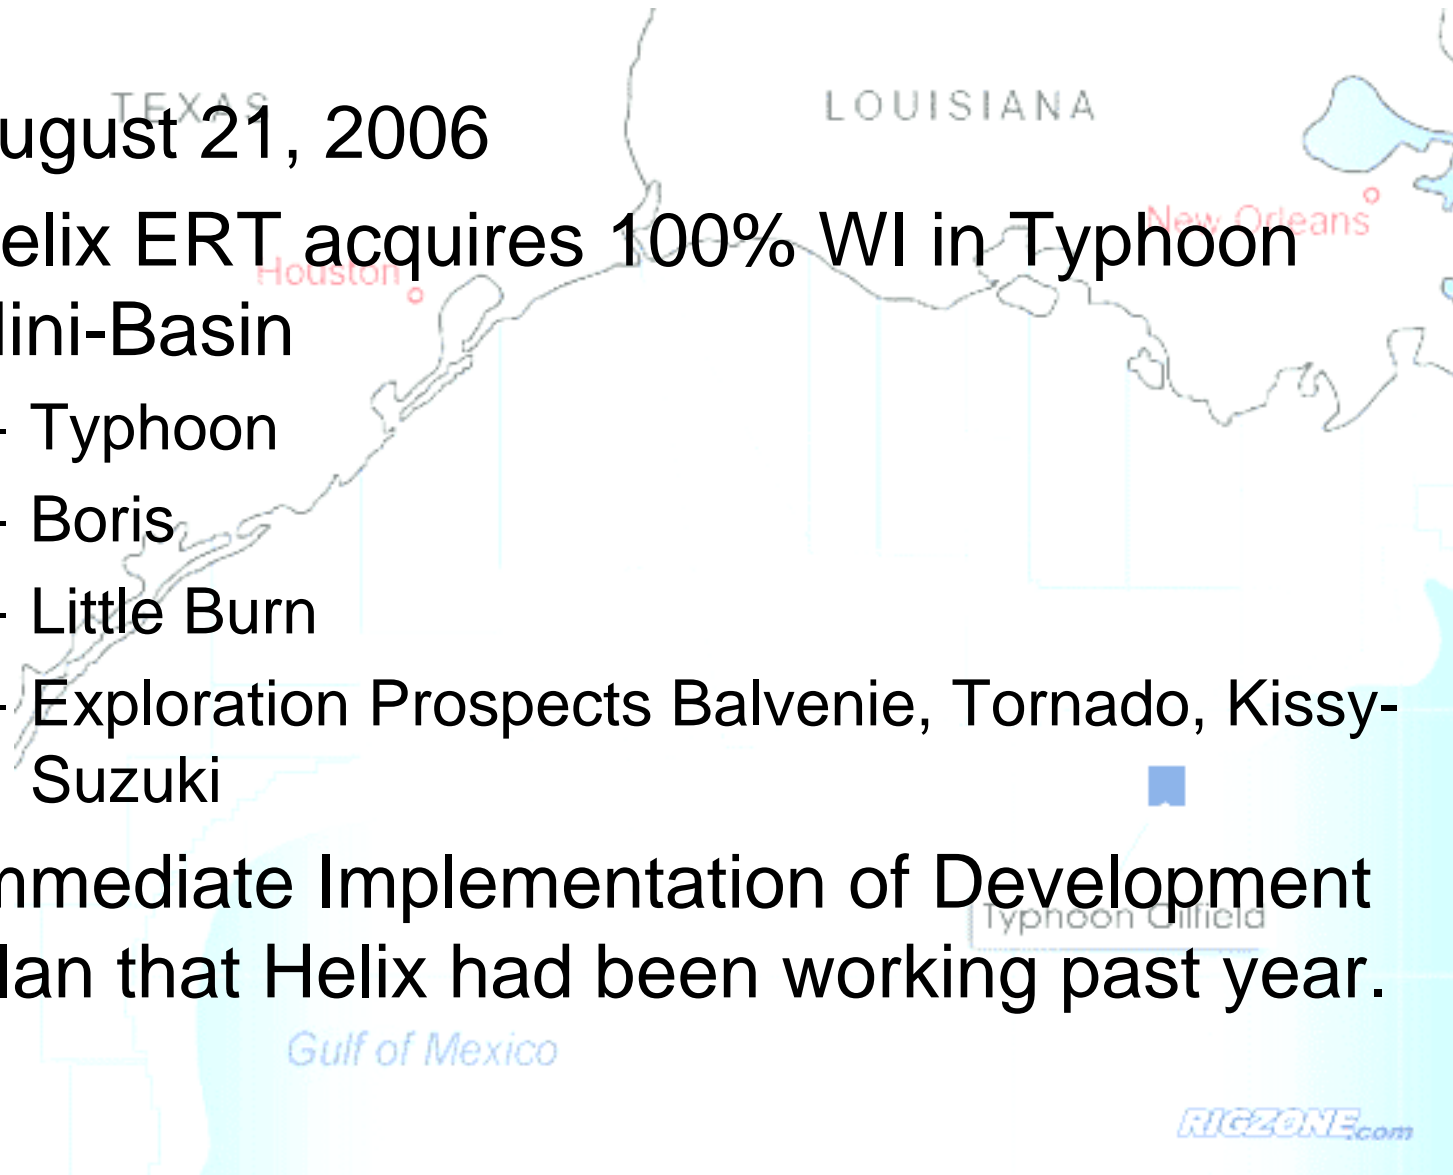 TEXAS
LOUISIANA
ugust 21, 2006
elix ERT acquires 100% WI in Typhoon
New Orleans
Houston
ini-Basin
- Typhoon
- Boris
- Little Burn
- Exploration Prospects Balvenie, Tornado, Kissy-
Suzuki
mmediate Implementation of Development
Typhoon Oilfield
lan that Helix had been working past year.
Gulf of Mexico
RIGZONE.com